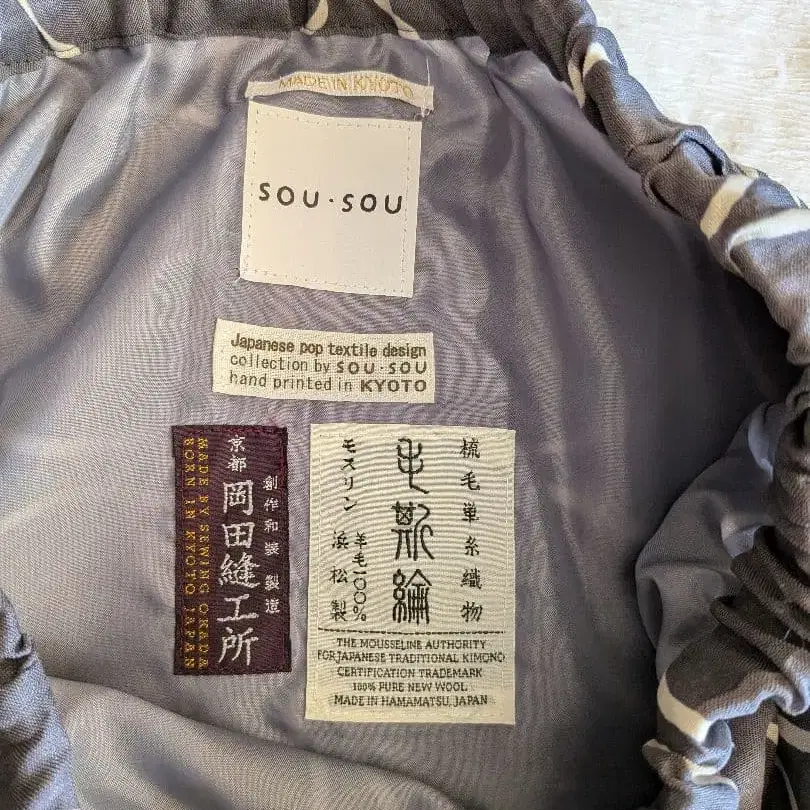 MADE IN KYOTO
SOU・SOU
Japanese pop textile design
collection by SOU・SOU
hand printed in KYOTO
創作和装 製造
京都 岡田縫工所
MADE BY SEWING OKADA
BORN IN KYOTO JAPAN
梳毛単糸織物
毛斯綸
羊毛一〇〇%
モスリン 浜松製
THE MOUSSELINE AUTHORITY
FOR JAPANESE TRADITIONAL KIMONO
CERTIFICATION TRADEMARK
100% PURE NEW WOOL
MADE IN HAMAMATSU, JAPAN